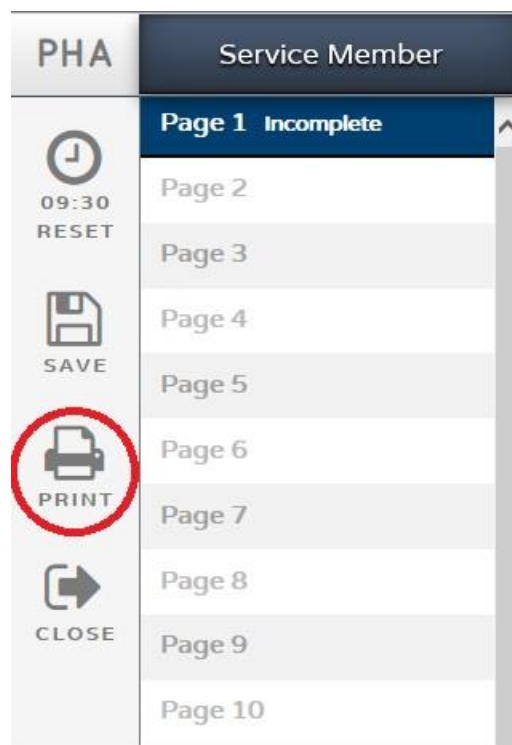 PHA
Service Member
09:30
RESET
SAVE
PRINT
CLOSE
Page 1 Incomplete
Page 2
Page 3
Page 4
Page 5
Page 6
Page 7
Page 8
Page 9
Page 10